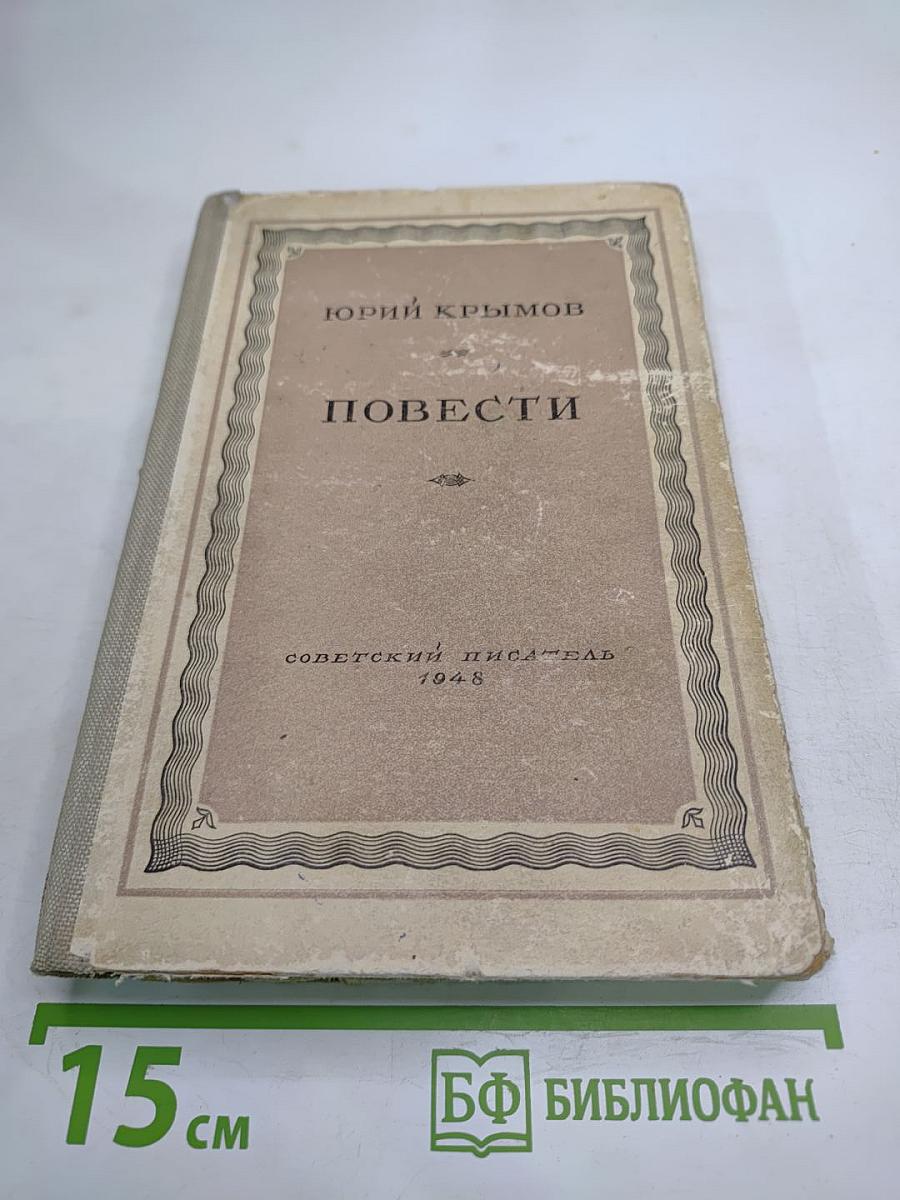 ЮРИЙ КРЫМОВ
ПОВЕСТИ
СОВЕТСКИЙ ПИСАТЕЛЬ
1948
15 см
БФ БИБЛИОФАН